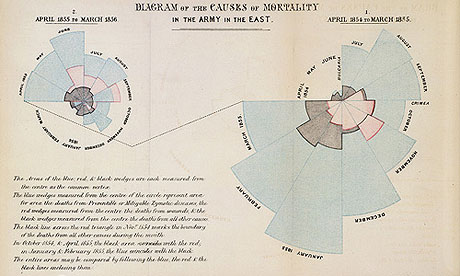 DIAGRAM OF THE CAUSES OF MORTALITY
IN THE ARMY IN THE EAST.
2.
APRIL 1855 TO MARCH 1856
1.
APRIL 1854 TO MARCH 1855.
JUNE
JULY
AUGUST
SEPTEMBER
OCTOBER
NOVEMBER
DECEMBER
JANUARY
1856
FEBRUARY
MARCH
APRIL 1855
MAY
APRIL
1854
MAY
JUNE
JULY
AUGUST
SEPTEMBER
CRIMEA
OCTOBER
NOVEMBER
DECEMBER
JANUARY 1855
FEBRUARY
MARCH 1855.
BULGARIA
The Areas of the blue, red, & black wedges are each measured from
the centre as the common vertex.
The blue wedges measured from the centre of the circle represent area
for area the deaths from Preventible or Mitigable Zymotic diseases, the
red wedges measured from the centre the deaths from wounds, & the
black wedges measured from the centre the deaths from all other causes.
The black line across the red triangle in Novr. 1854 marks the boundary
of the deaths from all other causes during the month.
In October 1854, & April 1855, the black area coincides with the red,
in January & February 1856, the blue coincides with the black.
The entire areas may be compared by following the blue, the red & the
black lines enclosing them.